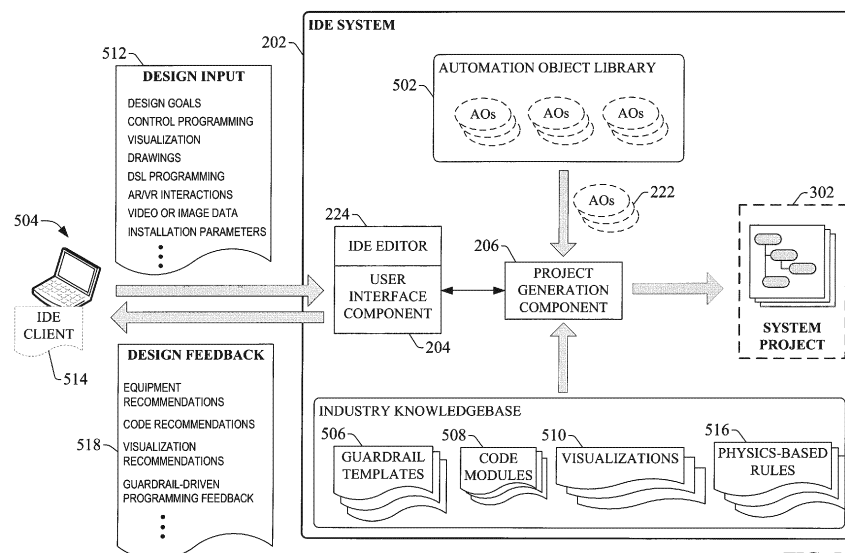 IDE SYSTEM
202
512
DESIGN INPUT
DESIGN GOALS
CONTROL PROGRAMMING
VISUALIZATION
DRAWINGS
DSL PROGRAMMING
AR/VR INTERACTIONS
VIDEO OR IMAGE DATA
INSTALLATION PARAMETERS
AUTOMATION OBJECT LIBRARY
502
AOs
AOs
AOs
AOs
222
504
IDE
CLIENT
514
224
IDE EDITOR
USER
INTERFACE
COMPONENT
204
206
PROJECT
GENERATION
COMPONENT
302
SYSTEM
PROJECT
DESIGN FEEDBACK
518
EQUIPMENT
RECOMMENDATIONS
CODE RECOMMENDATIONS
VISUALIZATION
RECOMMENDATIONS
GUARDRAIL-DRIVEN
PROGRAMMING FEEDBACK
INDUSTRY KNOWLEDGEBASE
506
GUARDRAIL
TEMPLATES
508
CODE
MODULES
510
VISUALIZATIONS
516
PHYSICS-BASED
RULES